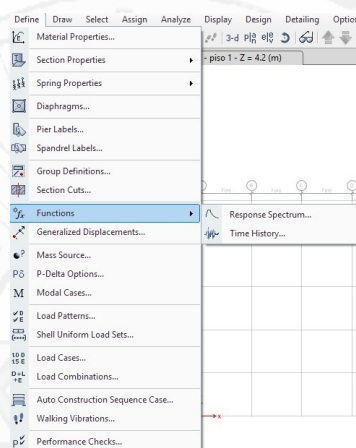 Define Draw Select Assign Analyze Display Design Detailing Optio
Material Properties... 3-d
Section Properties - piso 1 - Z = 4.2 (m)
Spring Properties
Diaphragms...
Pier Labels...
Spandrel Labels...
Group Definitions...
Section Cuts...
Functions Response Spectrum...
Generalized Displacements... Time History...
Mass Source...
Pδ P-Delta Options...
M Modal Cases...
Load Patterns...
Shell Uniform Load Sets...
Load Cases...
Load Combinations...
Auto Construction Sequence Case...
Walking Vibrations...
Performance Checks...
x